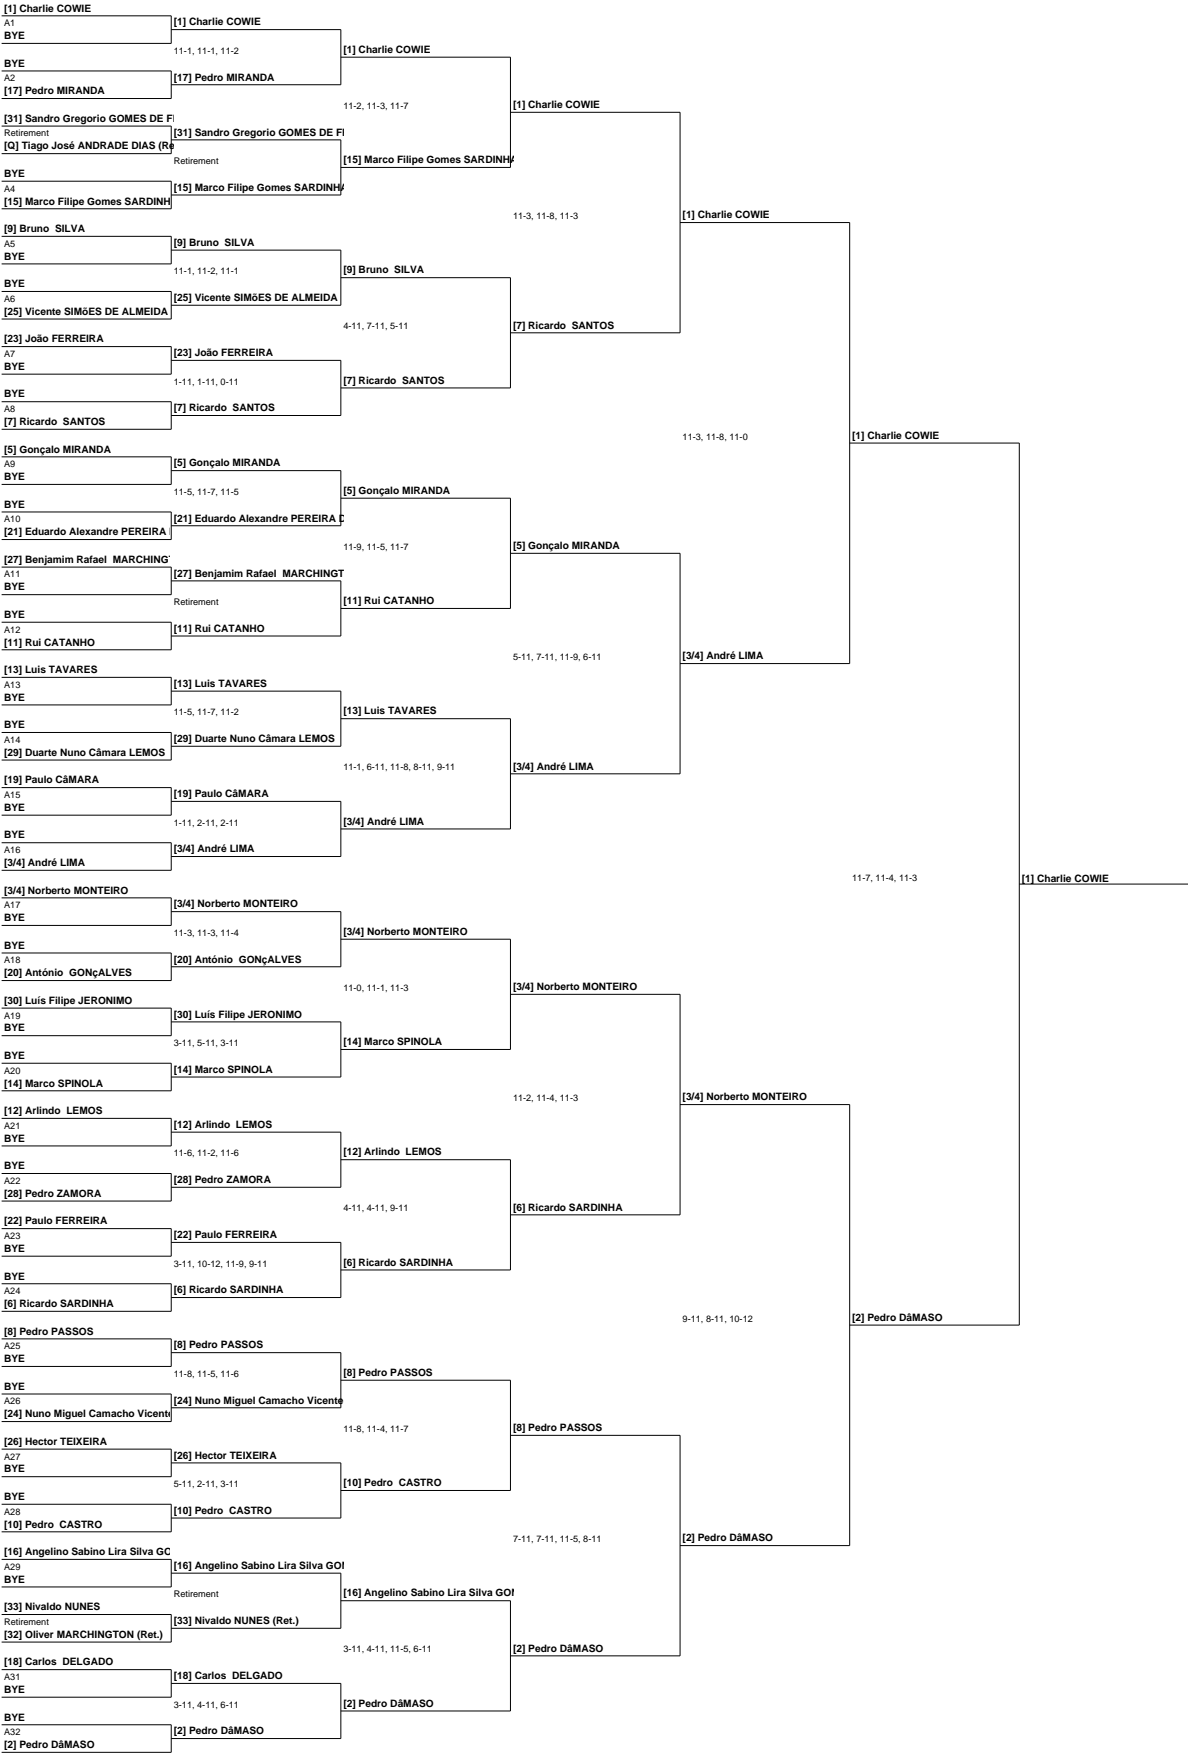 [1] Charlie COWIE
A1
BYE
BYE
A2
[17] Pedro MIRANDA
[31] Sandro Gregorio GOMES DE F
Retirement
[Q] Tiago José ANDRADE DIAS (Re
BYE
A4
[15] Marco Filipe Gomes SARDINH
[9] Bruno SILVA
A5
BYE
BYE
A6
[25] Vicente SIMõES DE ALMEIDA
[23] João FERREIRA
A7
BYE
BYE
A8
[7] Ricardo SANTOS
[5] Gonçalo MIRANDA
A9
BYE
BYE
A10
[21] Eduardo Alexandre PEREIRA
[27] Benjamim Rafael MARCHING
A11
BYE
BYE
A12
[11] Rui CATANHO
[13] Luis TAVARES
A13
BYE
BYE
A14
[29] Duarte Nuno Câmara LEMOS
[19] Paulo CâMARA
A15
BYE
BYE
A16
[3/4] André LIMA
[3/4] Norberto MONTEIRO
A17
BYE
BYE
A18
[20] António GONçALVES
[30] Luís Filipe JERONIMO
A19
BYE
BYE
A20
[14] Marco SPINOLA
[12] Arlindo LEMOS
A21
BYE
BYE
A22
[28] Pedro ZAMORA
[22] Paulo FERREIRA
A23
BYE
BYE
A24
[6] Ricardo SARDINHA
[8] Pedro PASSOS
A25
BYE
BYE
A26
[24] Nuno Miguel Camacho Vicent
[26] Hector TEIXEIRA
A27
BYE
BYE
A28
[10] Pedro CASTRO
[16] Angelino Sabino Lira Silva GO
A29
BYE
[33] Nivaldo NUNES
Retirement
[32] Oliver MARCHINGTON (Ret.)
[18] Carlos DELGADO
A31
BYE
BYE
A32
[2] Pedro DâMASO
[1] Charlie COWIE
11-1, 11-1, 11-2
[17] Pedro MIRANDA
[31] Sandro Gregorio GOMES DE F
Retirement
[15] Marco Filipe Gomes SARDINH
[9] Bruno SILVA
11-1, 11-2, 11-1
[25] Vicente SIMõES DE ALMEIDA
[23] João FERREIRA
1-11, 1-11, 0-11
[7] Ricardo SANTOS
[5] Gonçalo MIRANDA
11-5, 11-7, 11-5
[21] Eduardo Alexandre PEREIRA D
[27] Benjamim Rafael MARCHINGT
Retirement
[11] Rui CATANHO
[13] Luis TAVARES
11-5, 11-7, 11-2
[29] Duarte Nuno Câmara LEMOS
[19] Paulo CâMARA
1-11, 2-11, 2-11
[3/4] André LIMA
[3/4] Norberto MONTEIRO
11-3, 11-3, 11-4
[20] António GONçALVES
[30] Luís Filipe JERONIMO
3-11, 5-11, 3-11
[14] Marco SPINOLA
[12] Arlindo LEMOS
11-6, 11-2, 11-6
[28] Pedro ZAMORA
[22] Paulo FERREIRA
3-11, 10-12, 11-9, 9-11
[6] Ricardo SARDINHA
[8] Pedro PASSOS
11-8, 11-5, 11-6
[24] Nuno Miguel Camacho Vicente
[26] Hector TEIXEIRA
5-11, 2-11, 3-11
[10] Pedro CASTRO
[16] Angelino Sabino Lira Silva GO
Retirement
[33] Nivaldo NUNES (Ret.)
[18] Carlos DELGADO
3-11, 4-11, 6-11
[2] Pedro DâMASO
[1] Charlie COWIE
11-2, 11-3, 11-7
[15] Marco Filipe Gomes SARDINH
[9] Bruno SILVA
4-11, 7-11, 5-11
[7] Ricardo SANTOS
[5] Gonçalo MIRANDA
11-9, 11-5, 11-7
[11] Rui CATANHO
[13] Luis TAVARES
11-1, 6-11, 11-8, 8-11, 9-11
[3/4] André LIMA
[3/4] Norberto MONTEIRO
11-0, 11-1, 11-3
[14] Marco SPINOLA
[12] Arlindo LEMOS
4-11, 4-11, 9-11
[6] Ricardo SARDINHA
[8] Pedro PASSOS
11-8, 11-4, 11-7
[10] Pedro CASTRO
[16] Angelino Sabino Lira Silva GO
3-11, 4-11, 11-5, 6-11
[2] Pedro DâMASO
[1] Charlie COWIE
11-3, 11-8, 11-3
[7] Ricardo SANTOS
[5] Gonçalo MIRANDA
5-11, 7-11, 11-9, 6-11
[3/4] André LIMA
[3/4] Norberto MONTEIRO
11-2, 11-4, 11-3
[6] Ricardo SARDINHA
[8] Pedro PASSOS
7-11, 7-11, 11-5, 8-11
[2] Pedro DâMASO
[1] Charlie COWIE
11-3, 11-8, 11-0
[3/4] André LIMA
[3/4] Norberto MONTEIRO
9-11, 8-11, 10-12
[2] Pedro DâMASO
[1] Charlie COWIE
11-7, 11-4, 11-3
[2] Pedro DâMASO
[1] Charlie COWIE